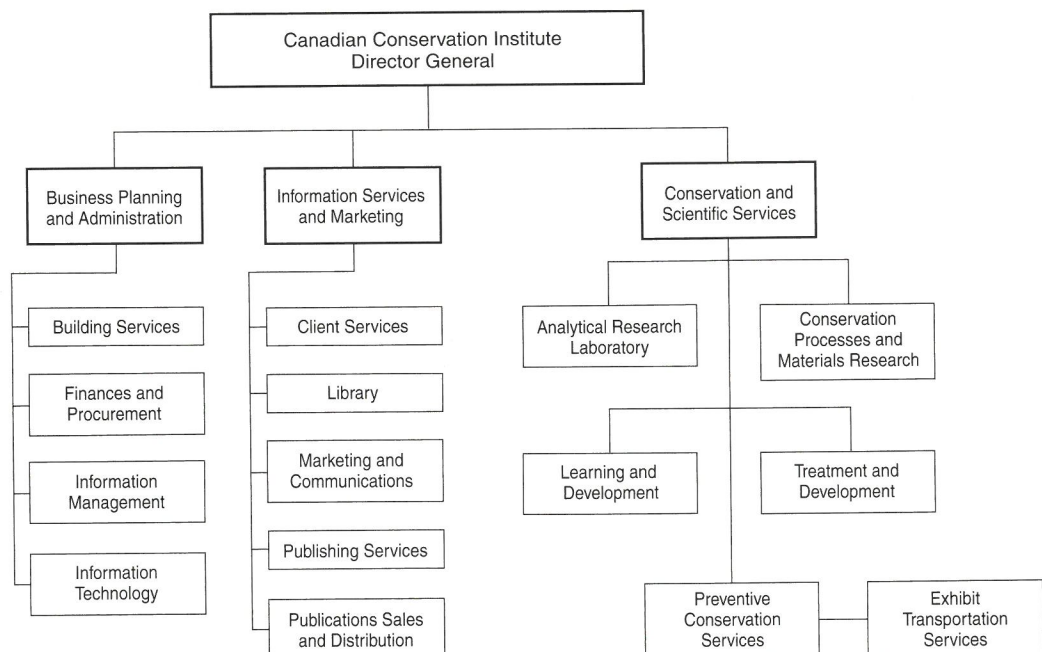 Canadian Conservation Institute
Director General
Business Planning
and Administration
Information Services
and Marketing
Conservation and
Scientific Services
Building Services
Finances and
Procurement
Information
Management
Information
Technology
Client Services
Library
Marketing and
Communications
Publishing Services
Publications Sales
and Distribution
Analytical Research
Laboratory
Conservation
Processes and
Materials Research
Learning and
Development
Treatment and
Development
Preventive
Conservation
Services
Exhibit
Transportation
Services